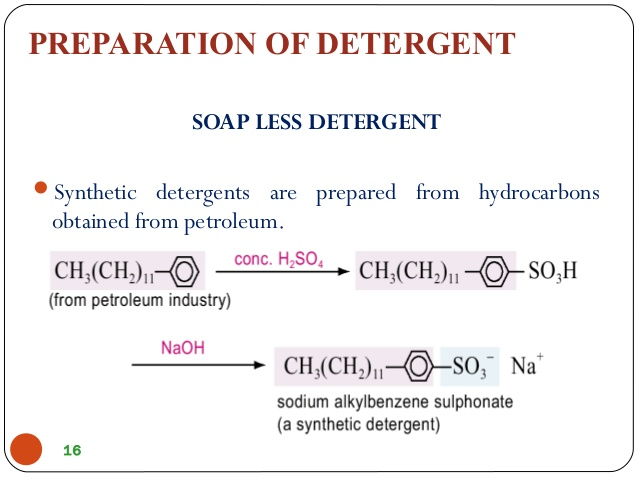 PREPARATION OF DETERGENT
SOAP LESS DETERGENT
Synthetic detergents are prepared from hydrocarbons
obtained from petroleum.
CH₃(CH₂)₁₁ conc. H₂SO₄ CH₃(CH₂)₁₁ SO₃H
(from petroleum industry)
NaOH CH₃(CH₂)₁₁ SO₃⁻ Na⁺
sodium alkylbenzene sulphonate
(a synthetic detergent)
16